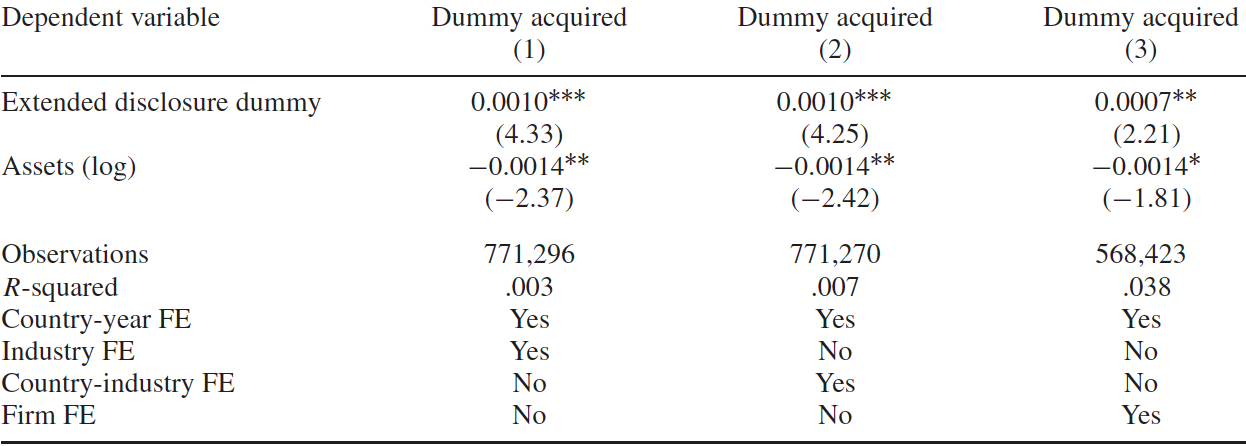 Dependent variable Dummy acquired Dummy acquired Dummy acquired
(1) (2) (3)
Extended disclosure dummy 0.0010*** 0.0010*** 0.0007**
(4.33) (4.25) (2.21)
Assets (log) −0.0014** −0.0014** −0.0014*
(−2.37) (−2.42) (−1.81)
Observations 771,296 771,270 568,423
R-squared .003 .007 .038
Country-year FE Yes Yes Yes
Industry FE Yes No No
Country-industry FE No Yes No
Firm FE No No Yes